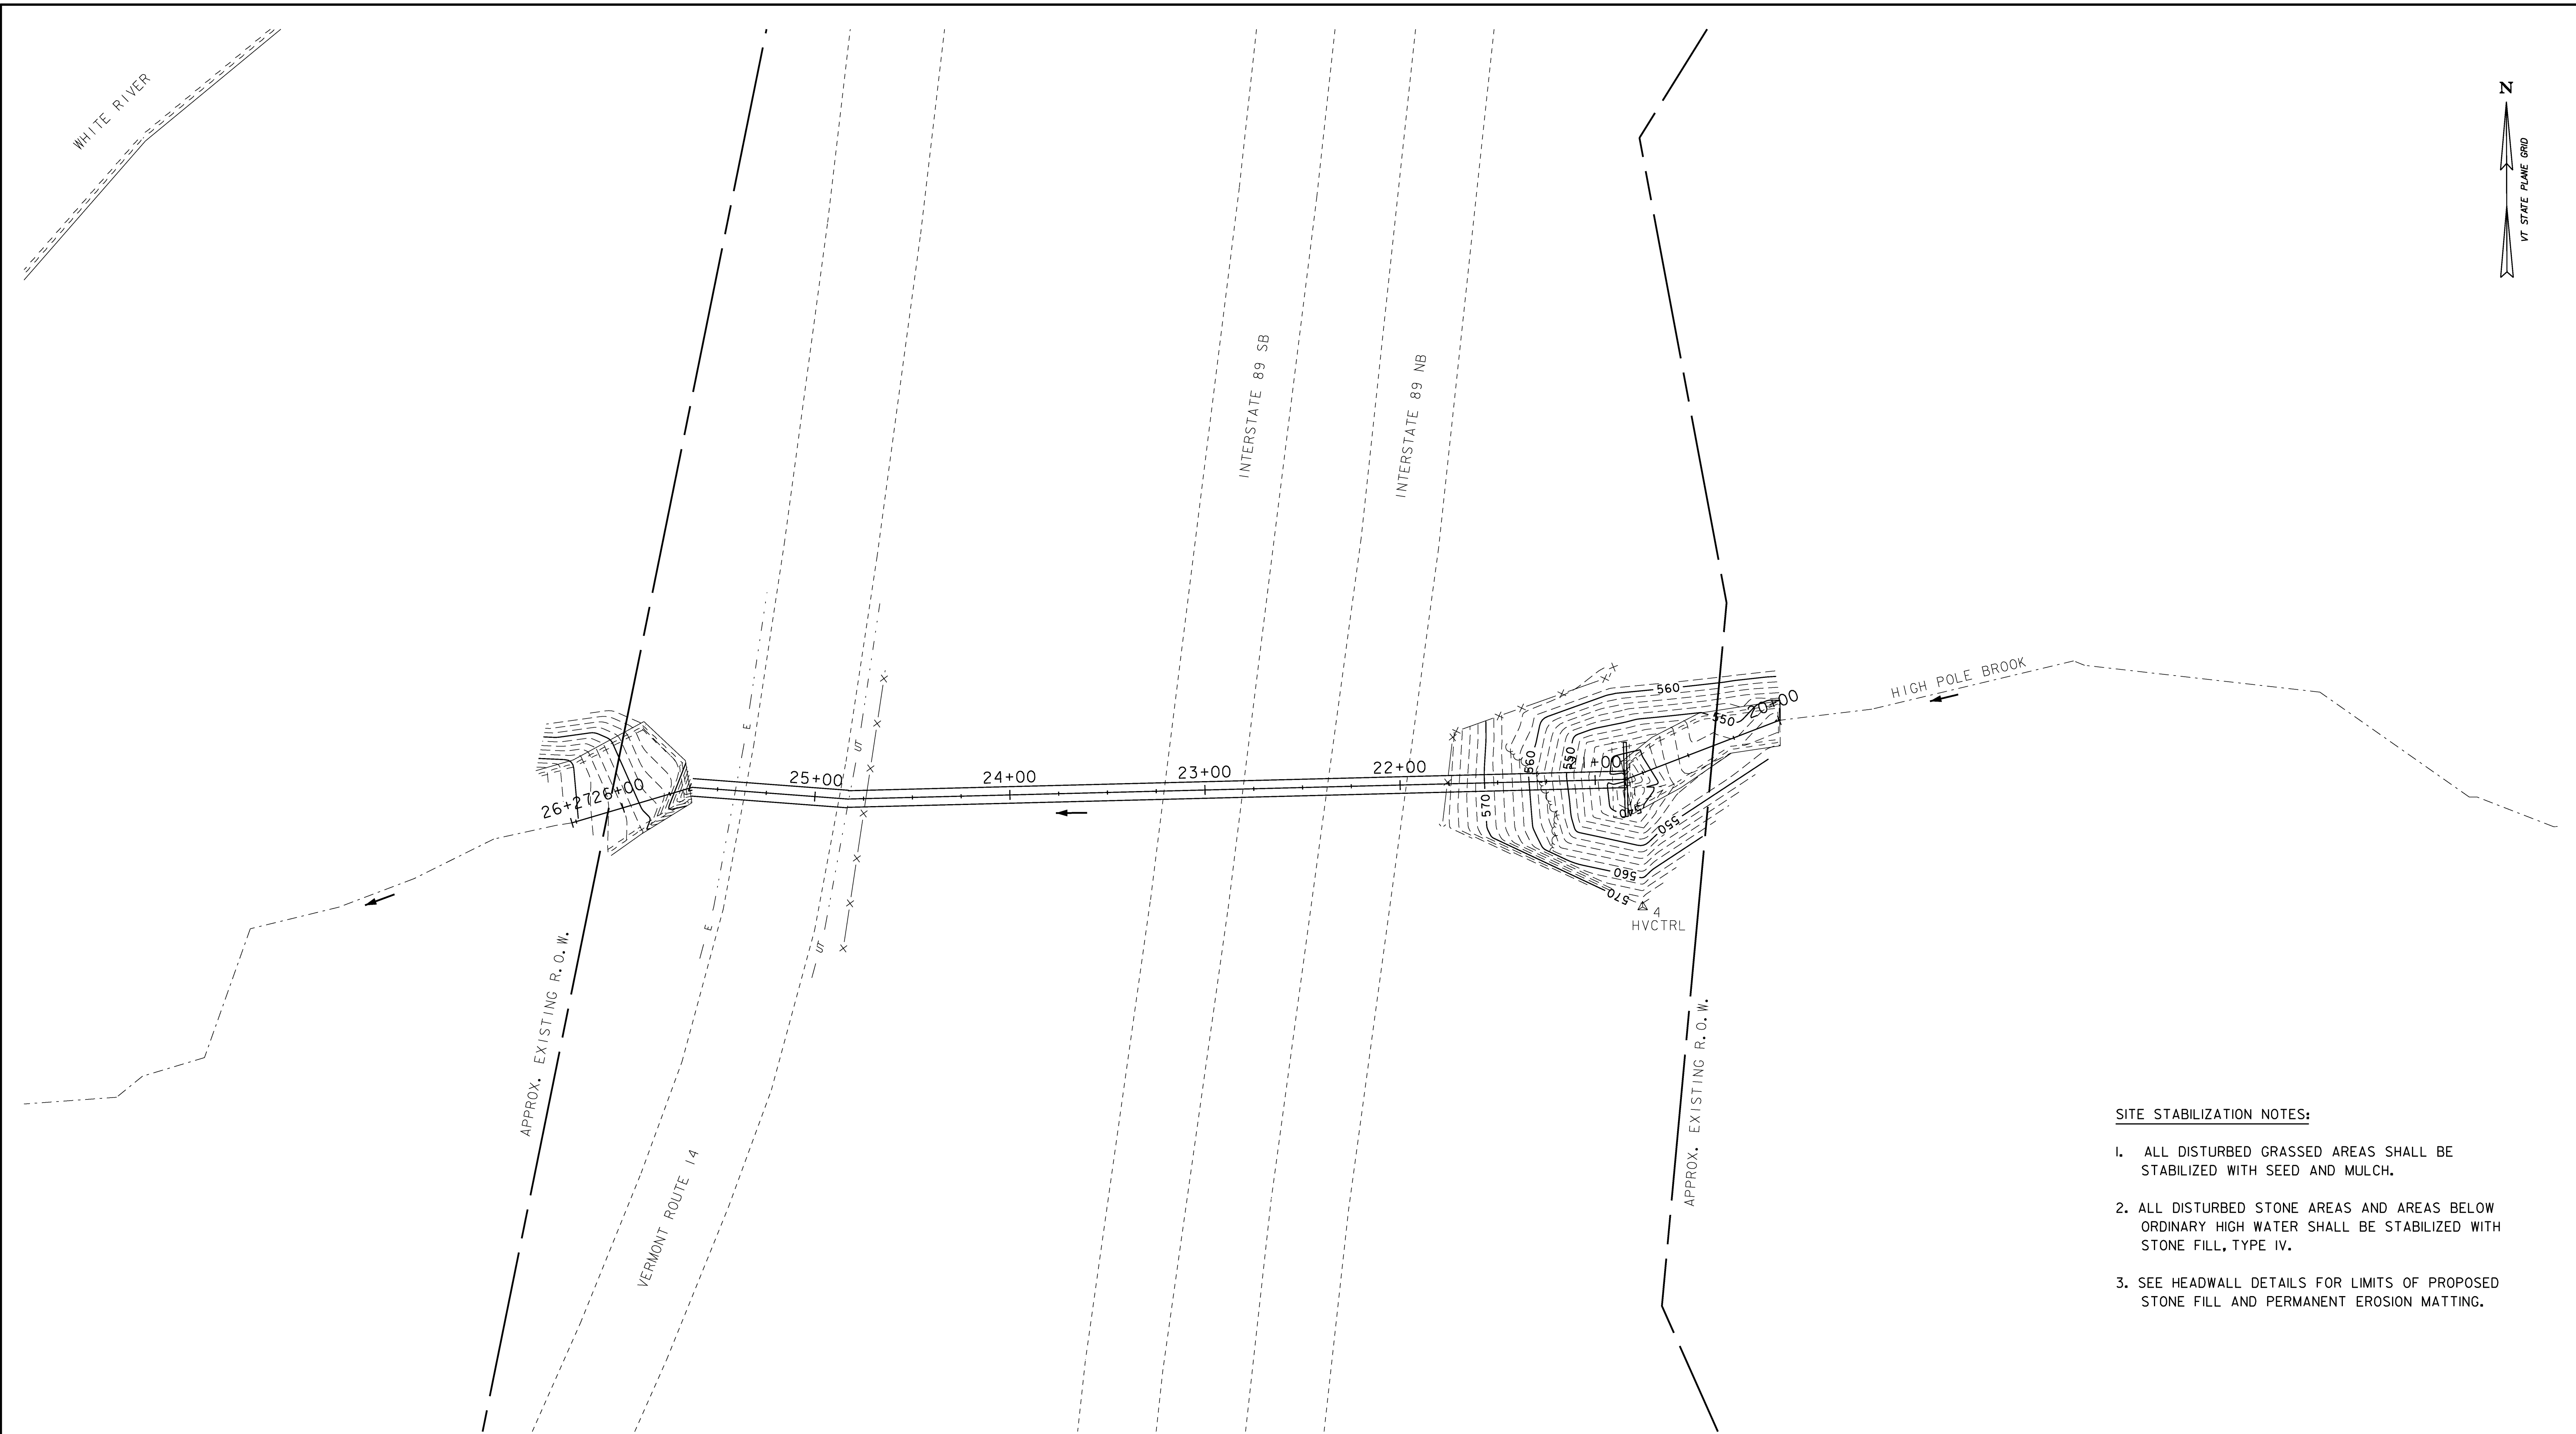 WHITE RIVER
N
VT STATE PLANE GRID
INTERSTATE 89 SB
INTERSTATE 89 NB
HIGH POLE BROOK
560
550
20+00
E
UT
25+00
24+00
23+00
22+00
560
550
26+27
26+00
570
540
550
560
570
4
HVCTRL
E
UT
APPROX. EXISTING R.O.W.
APPROX. EXISTING R.O.W.
VERMONT ROUTE 14
SITE STABILIZATION NOTES:
1. ALL DISTURBED GRASSED AREAS SHALL BE
STABILIZED WITH SEED AND MULCH.
2. ALL DISTURBED STONE AREAS AND AREAS BELOW
ORDINARY HIGH WATER SHALL BE STABILIZED WITH
STONE FILL, TYPE IV.
3. SEE HEADWALL DETAILS FOR LIMITS OF PROPOSED
STONE FILL AND PERMANENT EROSION MATTING.